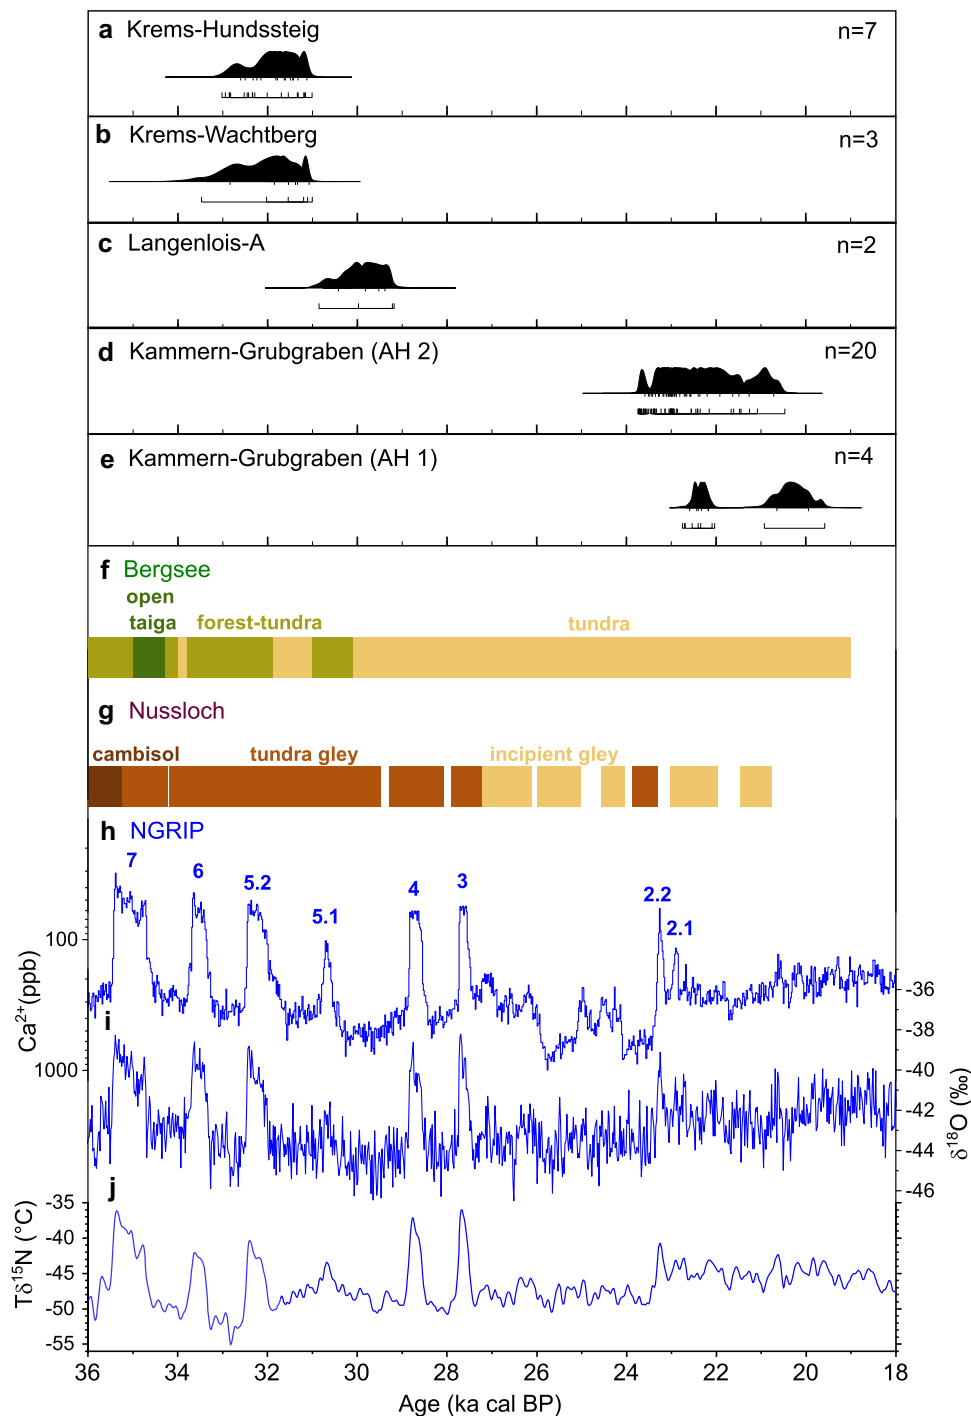 a Krems-Hundssteig n=7
b Krems-Wachtberg n=3
c Langenlois-A n=2
d Kammern-Grubgraben (AH 2) n=20
e Kammern-Grubgraben (AH 1) n=4
f Bergsee
open
taiga forest-tundra tundra
g Nussloch
cambisol tundra gley incipient gley
h NGRIP
7 6 5.2 5.1 4 3 2.2 2.1
100
1000
Ca²⁺(ppb)
i
-36
-38
-40
-42
-44
-46
δ¹⁸O (‰)
j
-35
-40
-45
-50
-55
Tδ¹⁵N (°C)
36 34 32 30 28 26 24 22 20 18
Age (ka cal BP)